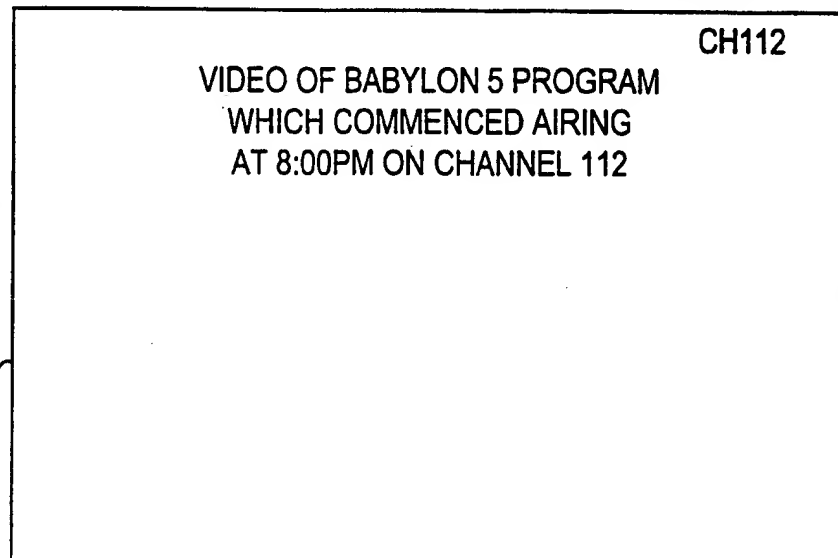 CH112
VIDEO OF BABYLON 5 PROGRAM
WHICH COMMENCED AIRING
AT 8:00PM ON CHANNEL 112